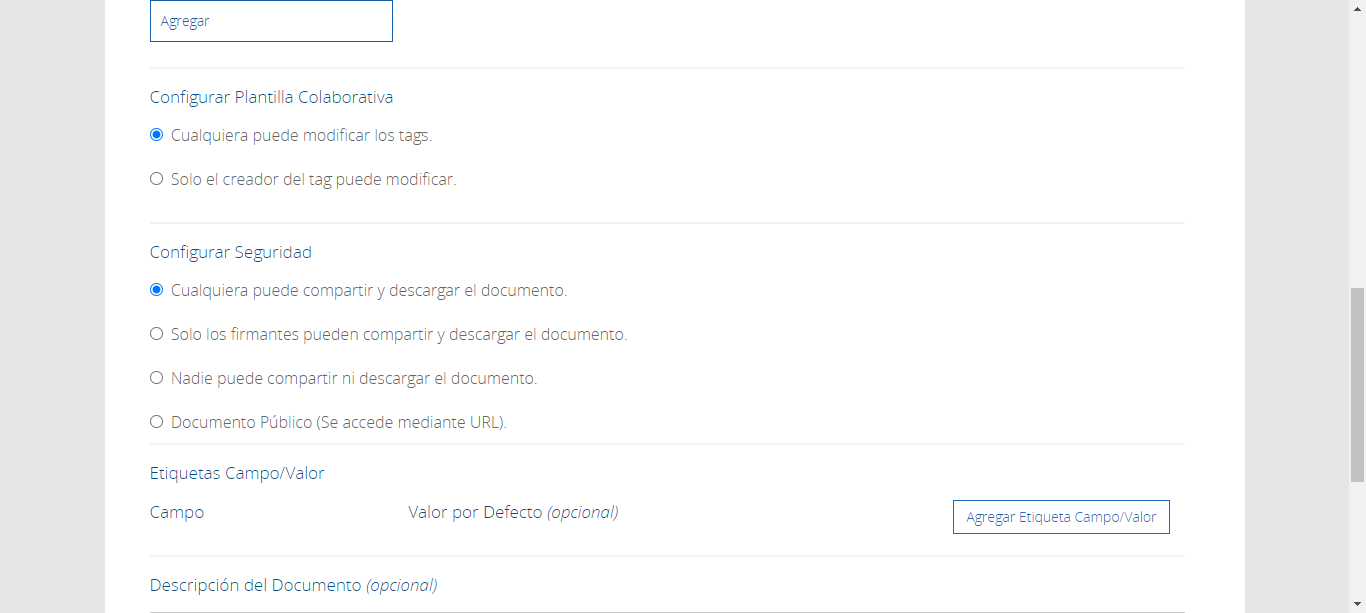 Agregar
Configurar Plantilla Colaborativa
Cualquiera puede modificar los tags.
Solo el creador del tag puede modificar.
Configurar Seguridad
Cualquiera puede compartir y descargar el documento.
Solo los firmantes pueden compartir y descargar el documento.
Nadie puede compartir ni descargar el documento.
Documento Público (Se accede mediante URL).
Etiquetas Campo/Valor
Campo Valor por Defecto (opcional) Agregar Etiqueta Campo/Valor
Descripción del Documento (opcional)